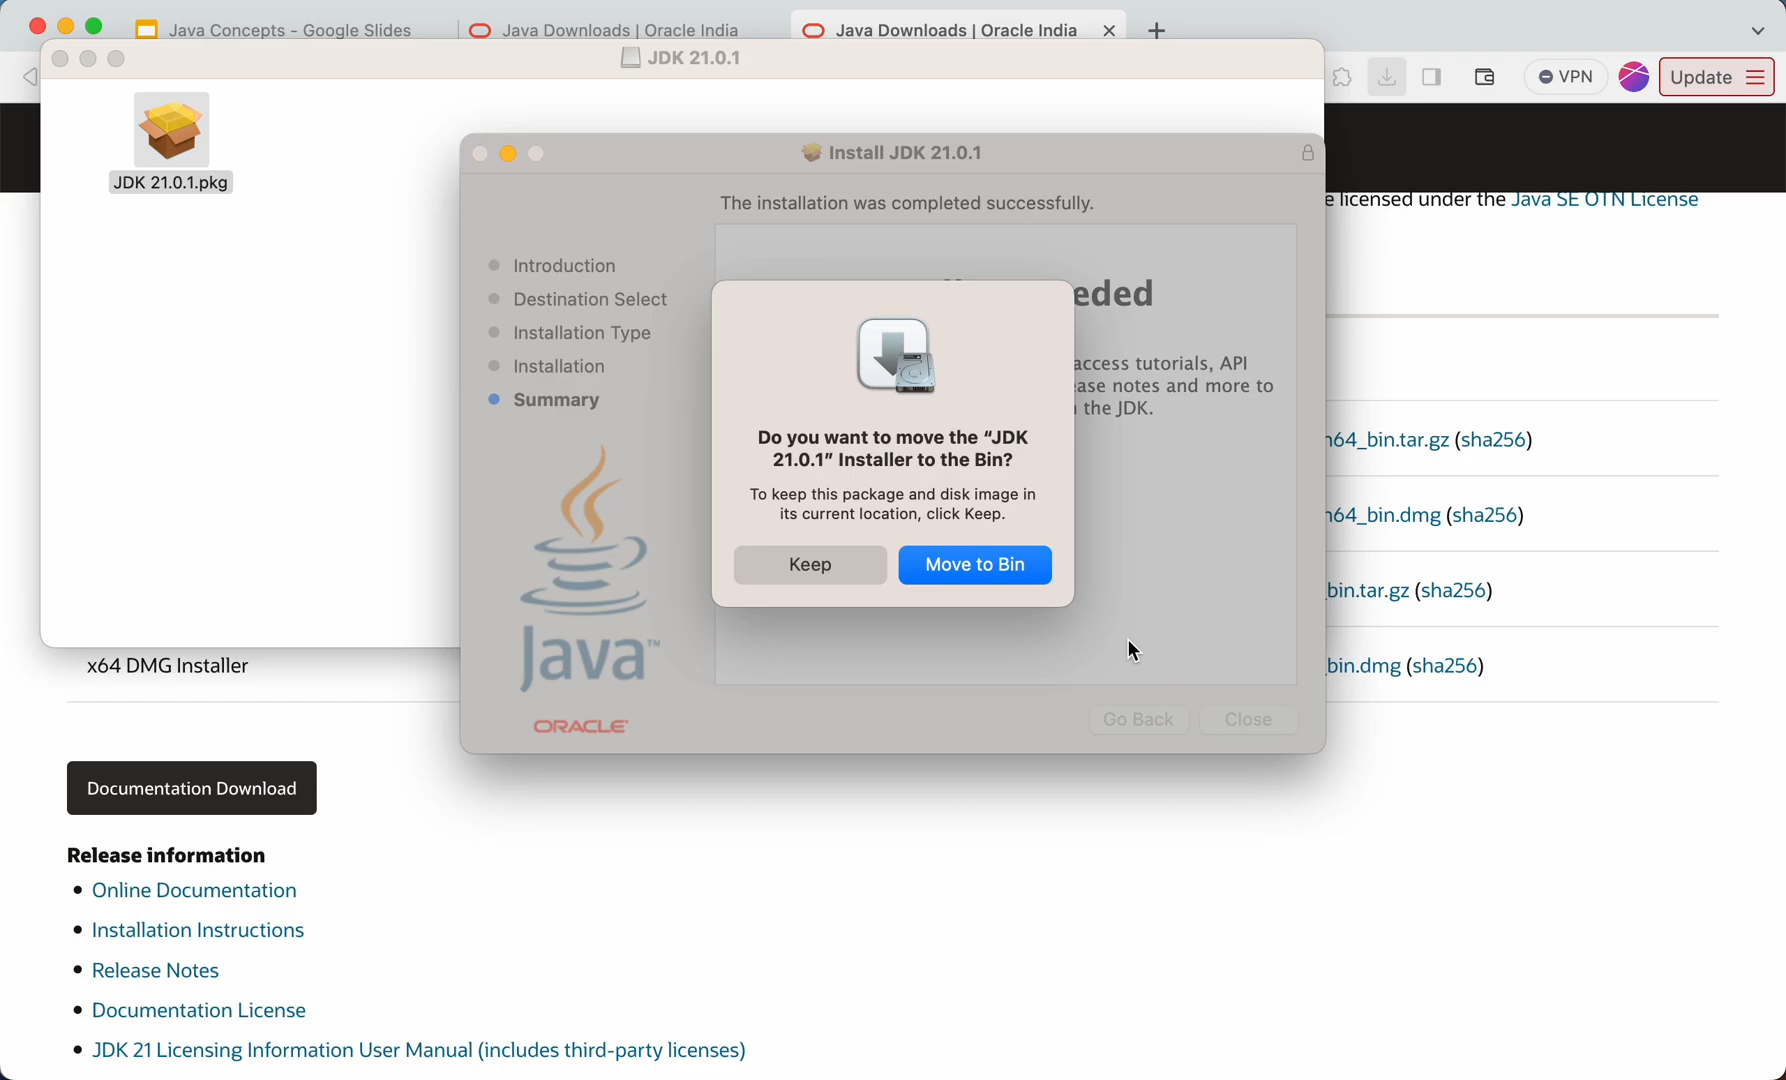 Java Concepts - Google Slides
Java Downloads | Oracle India
Java Downloads | Oracle India
JDK 21.0.1
VPN
Update
JDK 21.0.1.pkg
Install JDK 21.0.1
The installation was completed successfully.
e licensed under the Java SE OTN License
Introduction
Destination Select
Installation Type
Installation
Summary
eded
access tutorials, API
ease notes and more to
the JDK.
Do you want to move the “JDK
21.0.1” Installer to the Bin?
To keep this package and disk image in
its current location, click Keep.
Keep
Move to Bin
64_bin.tar.gz (sha256)
64_bin.dmg (sha256)
bin.tar.gz (sha256)
bin.dmg (sha256)
Java™
ORACLE
Go Back
Close
x64 DMG Installer
Documentation Download
Release information
Online Documentation
Installation Instructions
Release Notes
Documentation License
JDK 21 Licensing Information User Manual (includes third-party licenses)